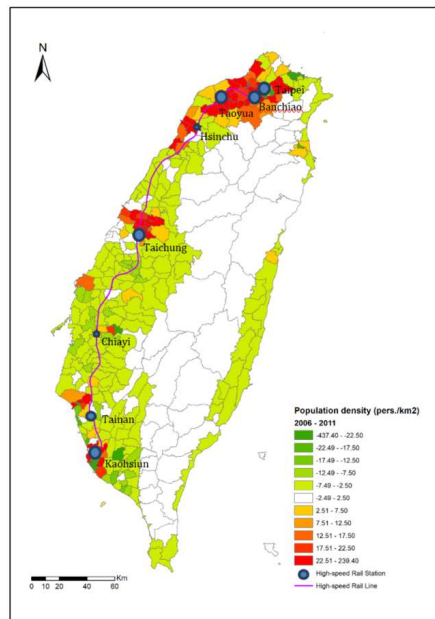 N
Taipei
Banchiao
Taoyua
Hsinchu
Taichung
Chiayi
Tainan
Kaohsiun
Population density (pers./km2)
2006 - 2011
-437.40 - -22.50
-22.49 - -17.50
-17.49 - -12.50
-12.49 - -7.50
-7.49 - -2.50
-2.49 - 2.50
2.51 - 7.50
7.51 - 12.50
12.51 - 17.50
17.51 - 22.50
22.51 - 239.40
High-speed Rail Station
High-speed Rail Line
0 10 20 40 60
Km